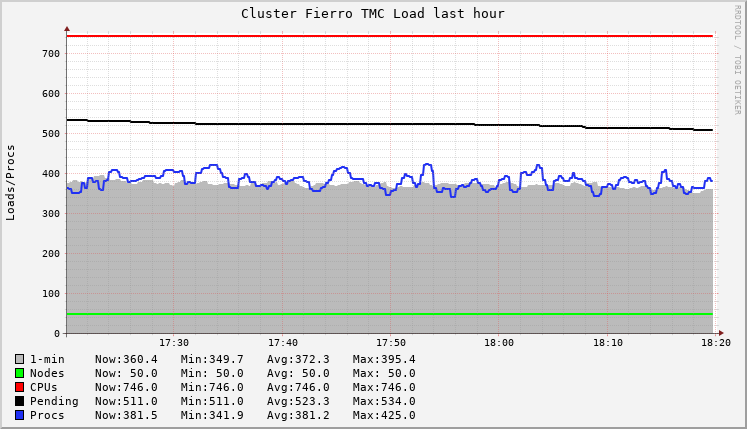 Cluster Fierro TMC Load last hour
RRDTOOL / TOBI OETIKER
Loads/Procs
700
600
500
400
300
200
100
0
17:30 17:40 17:50 18:00 18:10 18:20
1-min Now:360.4 Min:349.7 Avg:372.3 Max:395.4
Nodes Now: 50.0 Min: 50.0 Avg: 50.0 Max: 50.0
CPUs Now:746.0 Min:746.0 Avg:746.0 Max:746.0
Pending Now:511.0 Min:511.0 Avg:523.3 Max:534.0
Procs Now:381.5 Min:341.9 Avg:381.2 Max:425.0